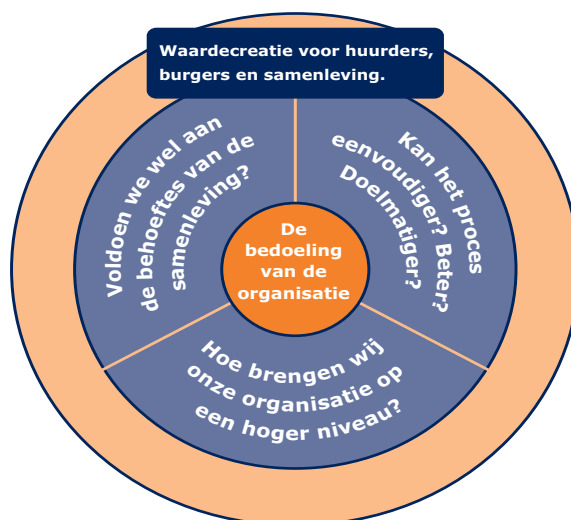 Waardecreatie voor huurders,
burgers en samenleving.
Voldoen we wel aan
de behoeftes van de
samenleving?
Kan het proces
eenvoudiger? Beter?
Doelmatiger?
De
bedoeling
van de
organisatie
Hoe brengen wij
onze organisatie op
een hoger niveau?